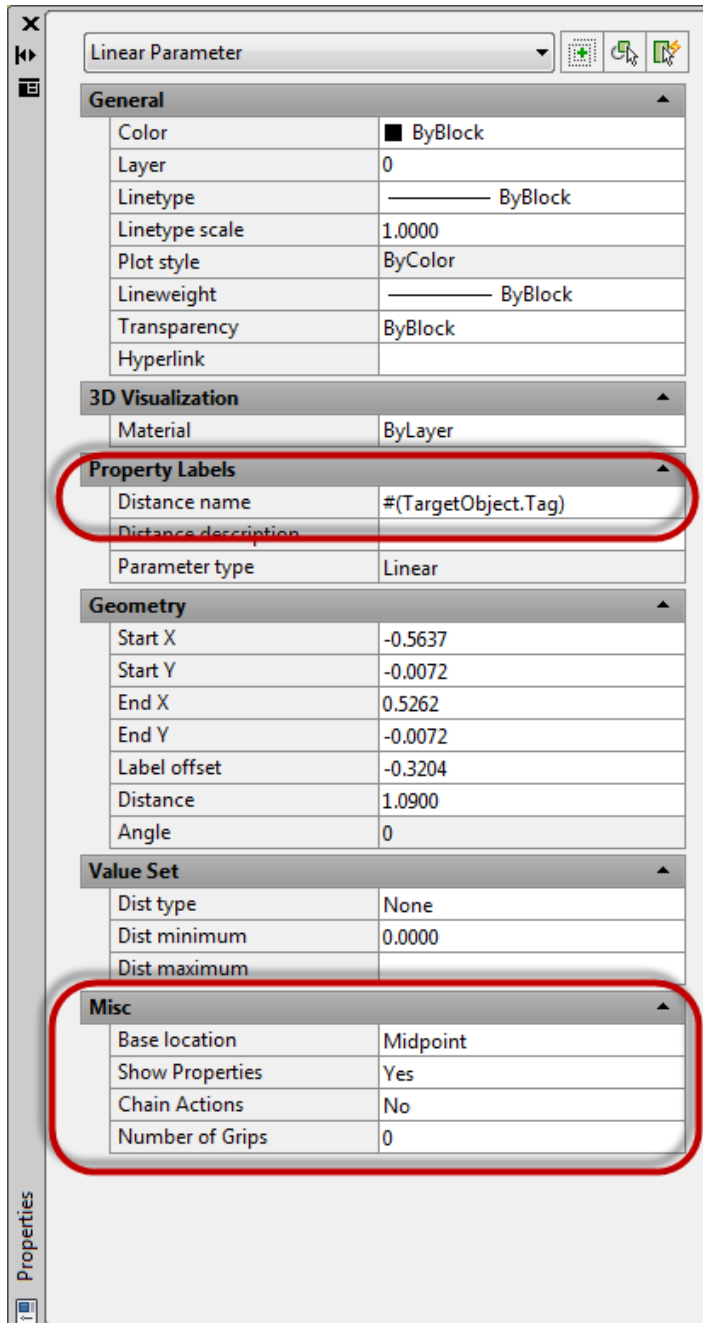 Linear Parameter
General
Color ByBlock
Layer 0
Linetype ByBlock
Linetype scale 1.0000
Plot style ByColor
Lineweight ByBlock
Transparency ByBlock
Hyperlink
3D Visualization
Material ByLayer
Property Labels
Distance name #(TargetObject.Tag)
Distance description
Parameter type Linear
Geometry
Start X -0.5637
Start Y -0.0072
End X 0.5262
End Y -0.0072
Label offset -0.3204
Distance 1.0900
Angle 0
Value Set
Dist type None
Dist minimum 0.0000
Dist maximum
Misc
Base location Midpoint
Show Properties Yes
Chain Actions No
Number of Grips 0
Properties